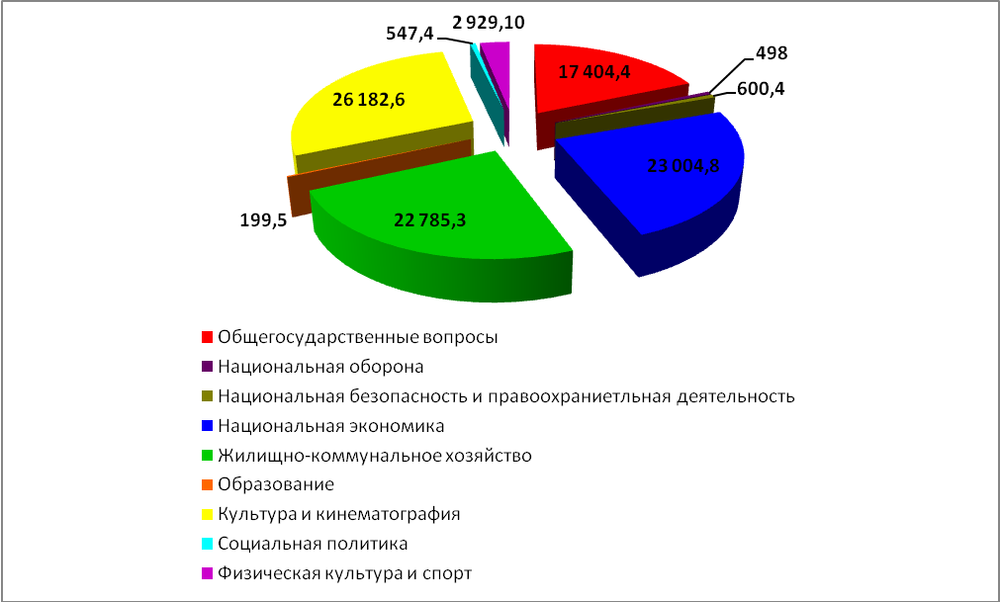 2 929,10
547,4
17 404,4
498
600,4
26 182,6
23 004,8
199,5
22 785,3
Общегосударственные вопросы
Национальная оборона
Национальная безопасность и правоохраниетльная деятельность
Национальная экономика
Жилищно-коммунальное хозяйство
Образование
Культура и кинематография
Социальная политика
Физическая культура и спорт